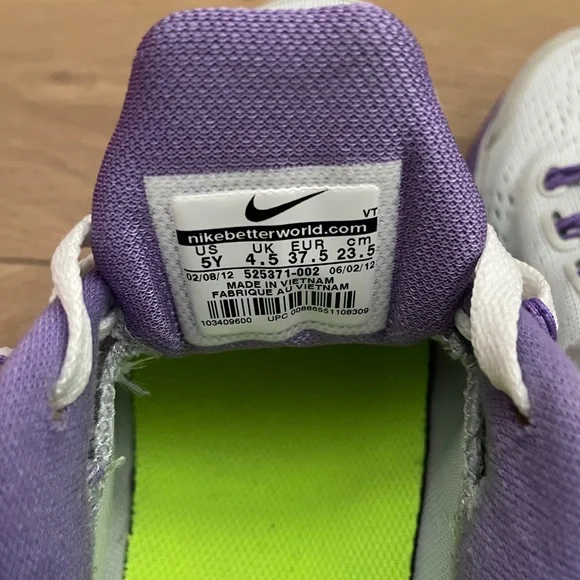 VT
nikebetterworld.com
US UK EUR cm
5Y 4.5 37.5 23.5
02/08/12 525371-002 06/02/12
MADE IN VIETNAM
FABRIQUE AU VIETNAM
103409600 UPC 00886551108309